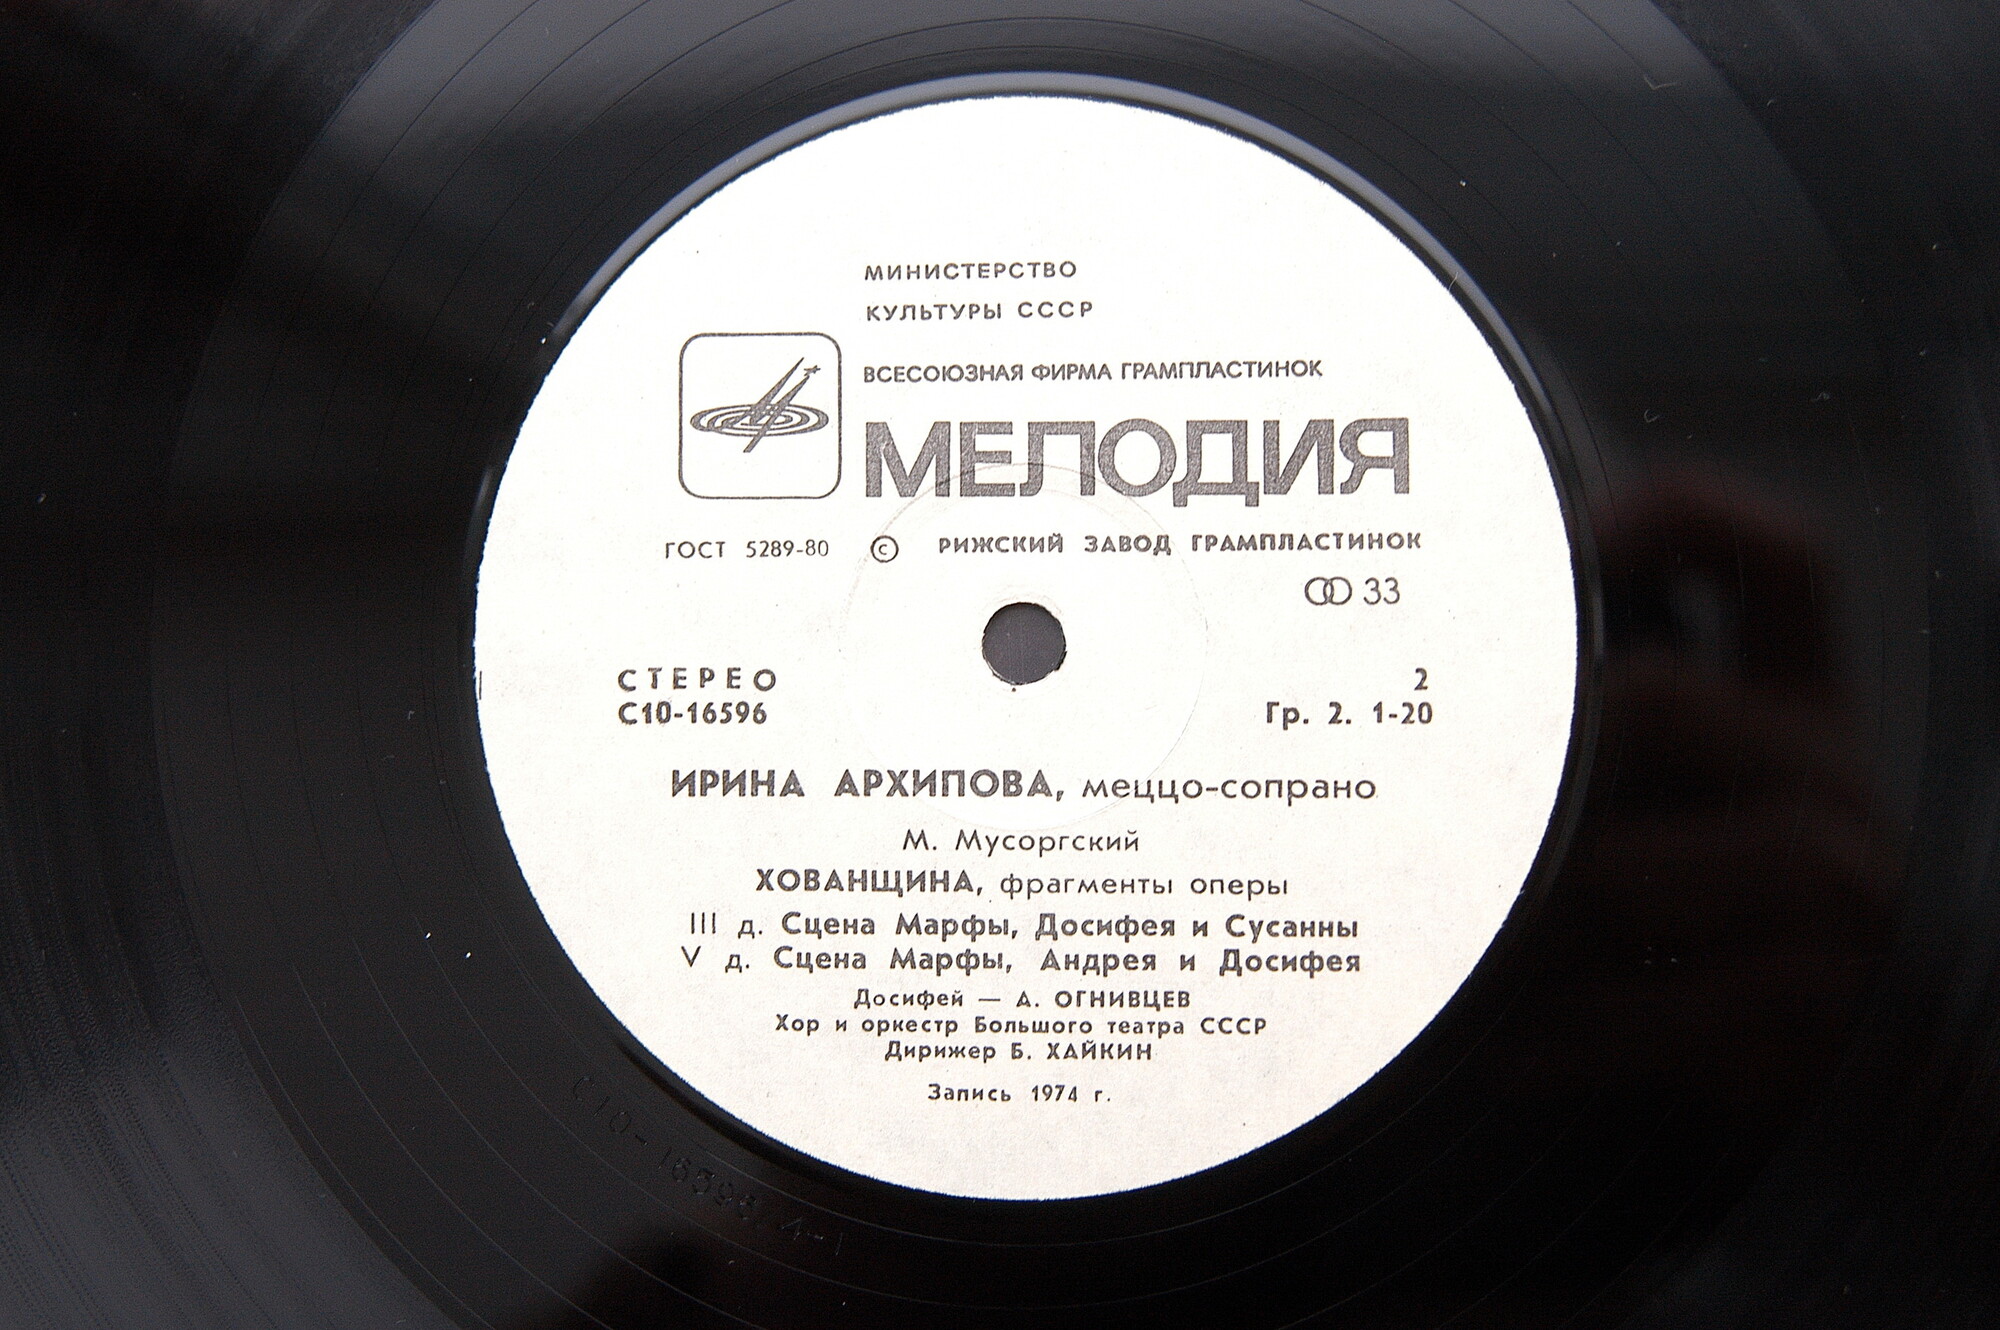 МИНИСТЕРСТВО
КУЛЬТУРЫ СССР
ВСЕСОЮЗНАЯ ФИРМА ГРАМПЛАСТИНОК
МЕЛОДИЯ
ГОСТ 5289-80 © РИЖСКИЙ ЗАВОД ГРАМПЛАСТИНОК
33
СТЕРЕО 2
С10-16596 Гр. 2. 1-20
ИРИНА АРХИПОВА, меццо-сопрано
М. Мусоргский
ХОВАНЩИНА, фрагменты оперы
III д. Сцена Марфы, Досифея и Сусанны
V д. Сцена Марфы, Андрея и Досифея
Досифей — А. ОГНИВЦЕВ
Хор и оркестр Большого театра СССР
Дирижер Б. ХАЙКИН
Запись 1974 г.
С10-16596